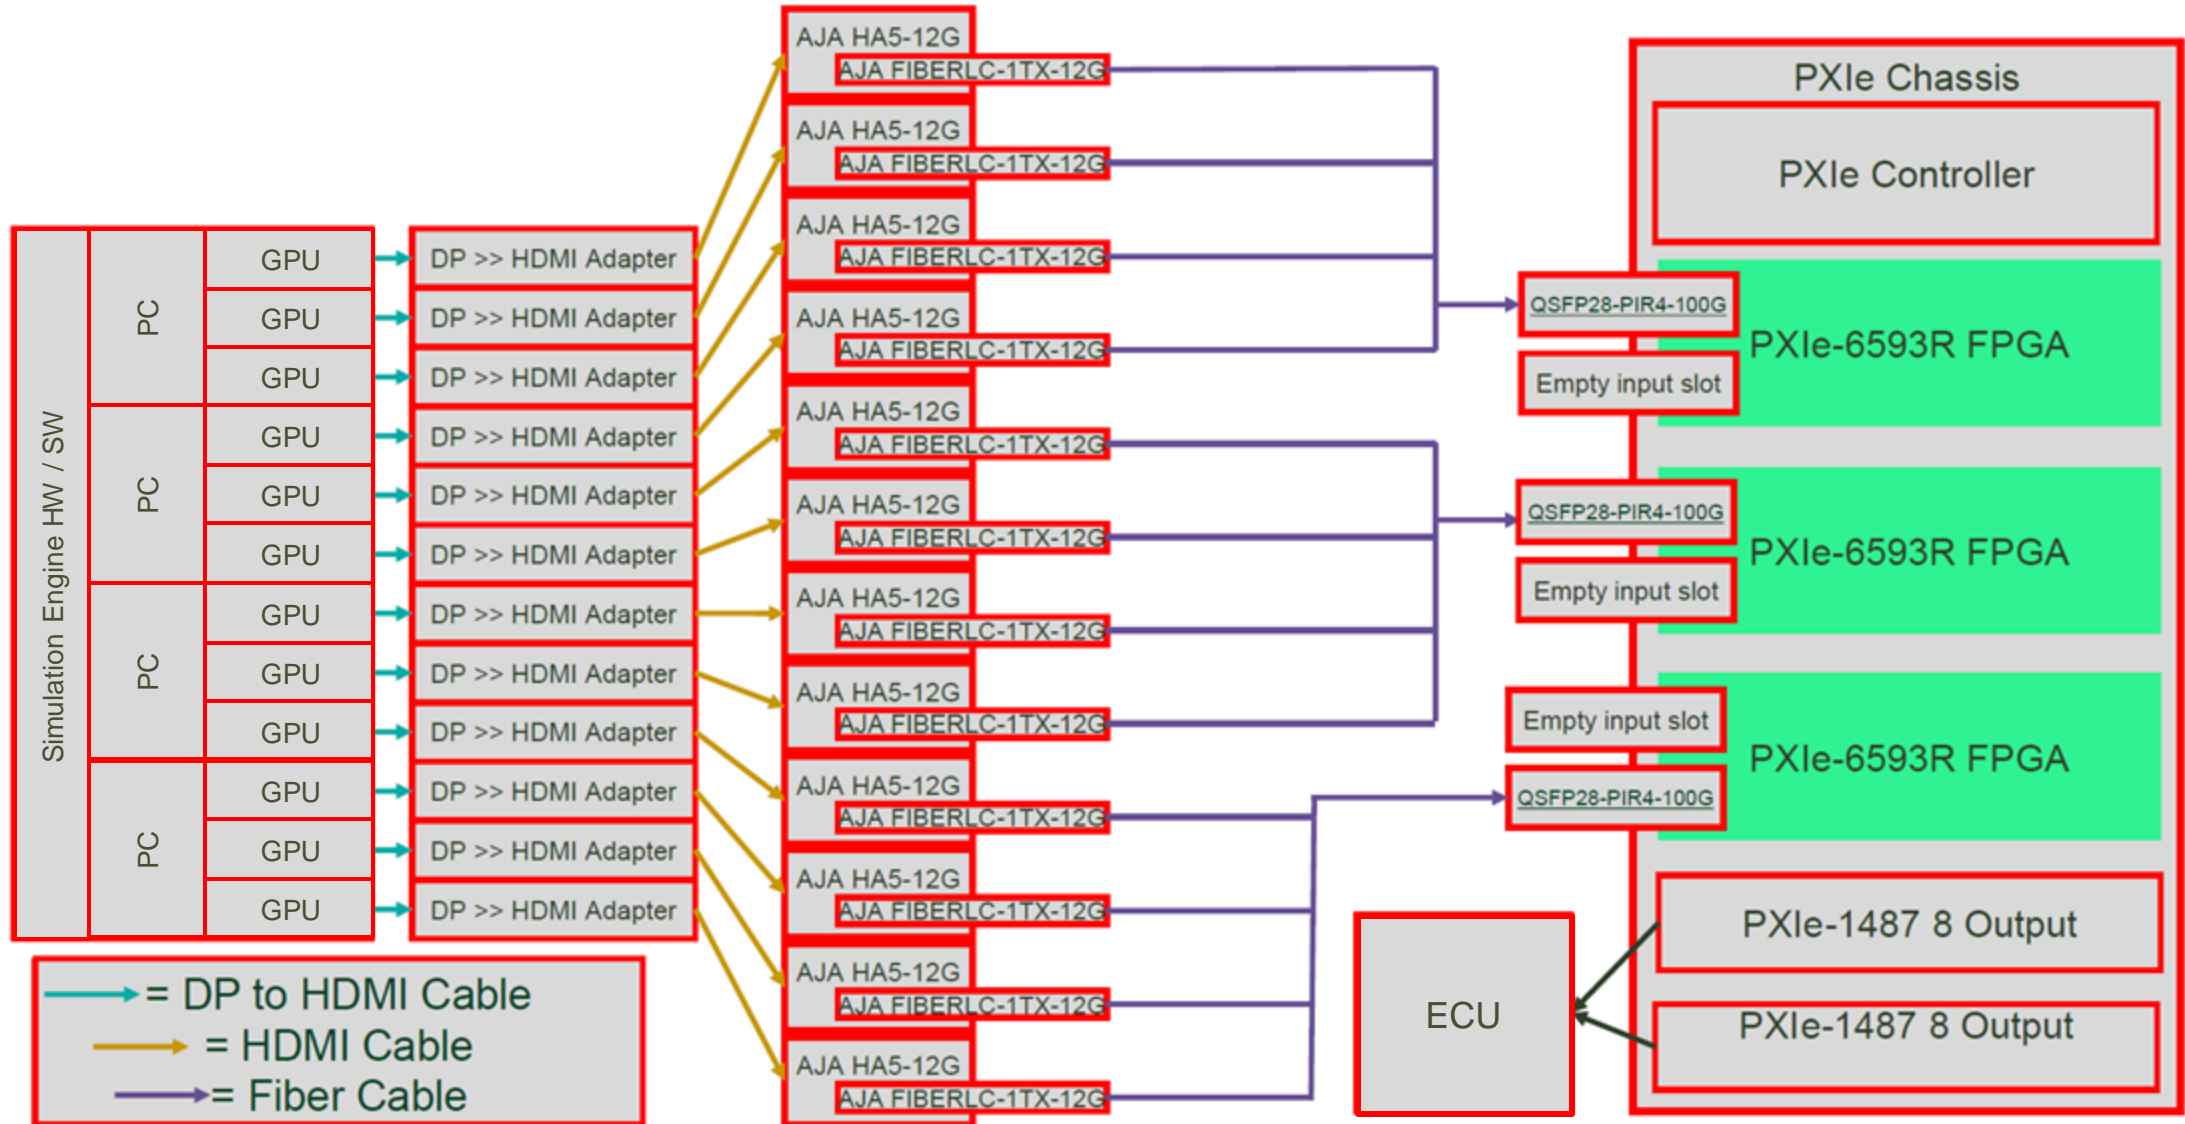 Simulation Engine HW / SW
PC
GPU
GPU
GPU
PC
GPU
GPU
GPU
PC
GPU
GPU
GPU
PC
GPU
GPU
GPU
DP >> HDMI Adapter
DP >> HDMI Adapter
DP >> HDMI Adapter
DP >> HDMI Adapter
DP >> HDMI Adapter
DP >> HDMI Adapter
DP >> HDMI Adapter
DP >> HDMI Adapter
DP >> HDMI Adapter
DP >> HDMI Adapter
DP >> HDMI Adapter
DP >> HDMI Adapter
= DP to HDMI Cable
= HDMI Cable
= Fiber Cable
AJA HA5-12G
AJA FIBERLC-1TX-12G
AJA HA5-12G
AJA FIBERLC-1TX-12G
AJA HA5-12G
AJA FIBERLC-1TX-12G
AJA HA5-12G
AJA FIBERLC-1TX-12G
AJA HA5-12G
AJA FIBERLC-1TX-12G
AJA HA5-12G
AJA FIBERLC-1TX-12G
AJA HA5-12G
AJA FIBERLC-1TX-12G
AJA HA5-12G
AJA FIBERLC-1TX-12G
AJA HA5-12G
AJA FIBERLC-1TX-12G
AJA HA5-12G
AJA FIBERLC-1TX-12G
AJA HA5-12G
AJA FIBERLC-1TX-12G
AJA HA5-12G
AJA FIBERLC-1TX-12G
PXIe Chassis
PXIe Controller
QSFP28-PIR4-100G
PXIe-6593R FPGA
Empty input slot
QSFP28-PIR4-100G
PXIe-6593R FPGA
Empty input slot
Empty input slot
PXIe-6593R FPGA
QSFP28-PIR4-100G
PXIe-1487 8 Output
PXIe-1487 8 Output
ECU